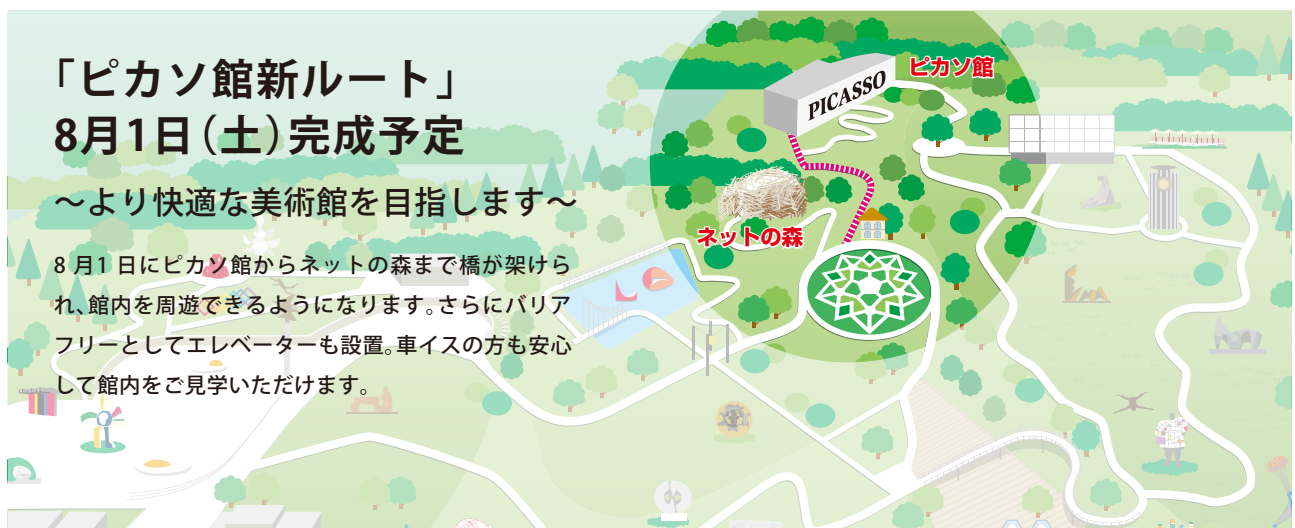 「ピカソ館新ルート」
8月1日（土）完成予定
～より快適な美術館を目指します～
8月1日にピカソ館からネットの森まで橋が架けら
れ、館内を周遊できるようになります。さらにバリア
フリーとしてエレベーターも設置。車イスの方も安心
して館内をご見学いただけます。
ピカソ館
PICASSO
ネットの森